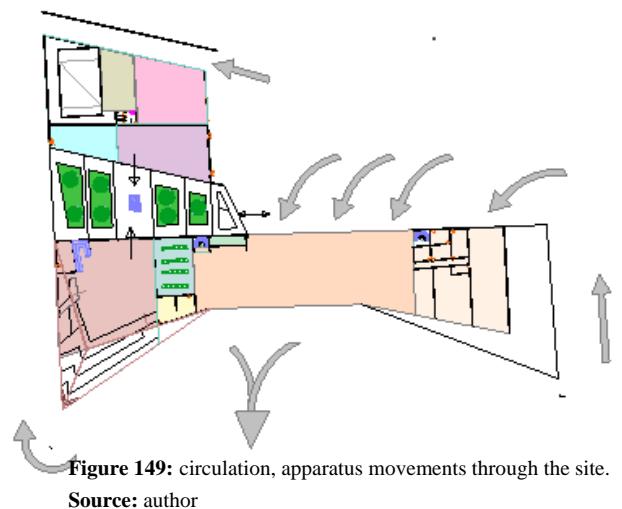 Figure 149: circulation, apparatus movements through the site.
Source: author